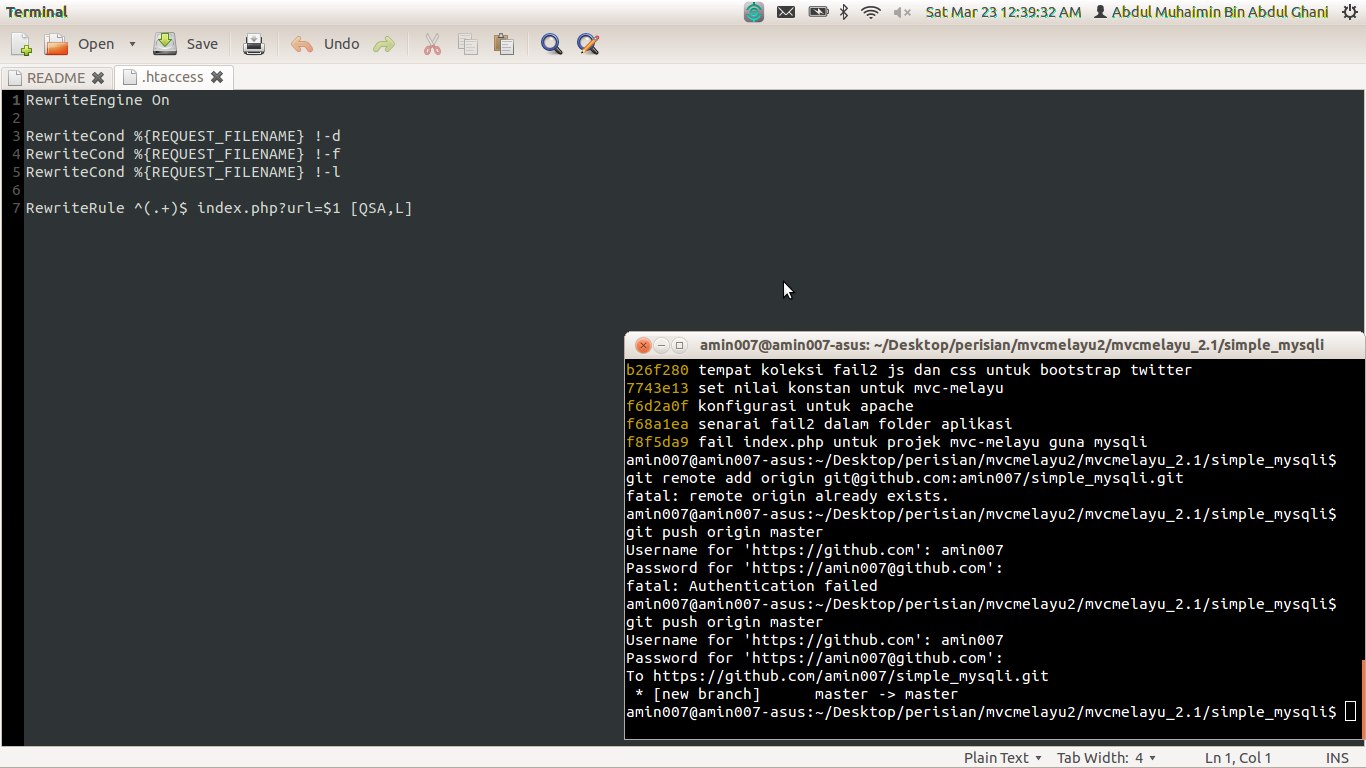 Terminal
Sat Mar 23 12:39:32 AM
Abdul Muhaimin Bin Abdul Ghani
Open
Save
Undo
README
.htaccess
1 RewriteEngine On
2
3 RewriteCond %{REQUEST_FILENAME} !-d
4 RewriteCond %{REQUEST_FILENAME} !-f
5 RewriteCond %{REQUEST_FILENAME} !-l
6
7 RewriteRule ^(.+)$ index.php?url=$1 [QSA,L]
amin007@amin007-asus: ~/Desktop/perisian/mvcmelayu2/mvcmelayu_2.1/simple_mysqli
b26f280 tempat koleksi fail2 js dan css untuk bootstrap twitter
7743e13 set nilai konstan untuk mvc-melayu
f6d2a0f konfigurasi untuk apache
f68a1ea senarai fail2 dalam folder aplikasi
f8f5da9 fail index.php untuk projek mvc-melayu guna mysqli
amin007@amin007-asus:~/Desktop/perisian/mvcmelayu2/mvcmelayu_2.1/simple_mysqli$
git remote add origin git@github.com:amin007/simple_mysqli.git
fatal: remote origin already exists.
amin007@amin007-asus:~/Desktop/perisian/mvcmelayu2/mvcmelayu_2.1/simple_mysqli$
git push origin master
Username for 'https://github.com': amin007
Password for 'https://amin007@github.com':
fatal: Authentication failed
amin007@amin007-asus:~/Desktop/perisian/mvcmelayu2/mvcmelayu_2.1/simple_mysqli$
git push origin master
Username for 'https://github.com': amin007
Password for 'https://amin007@github.com':
To https://github.com/amin007/simple_mysqli.git
 * [new branch]      master -> master
amin007@amin007-asus:~/Desktop/perisian/mvcmelayu2/mvcmelayu_2.1/simple_mysqli$
Plain Text
Tab Width: 4
Ln 1, Col 1
INS